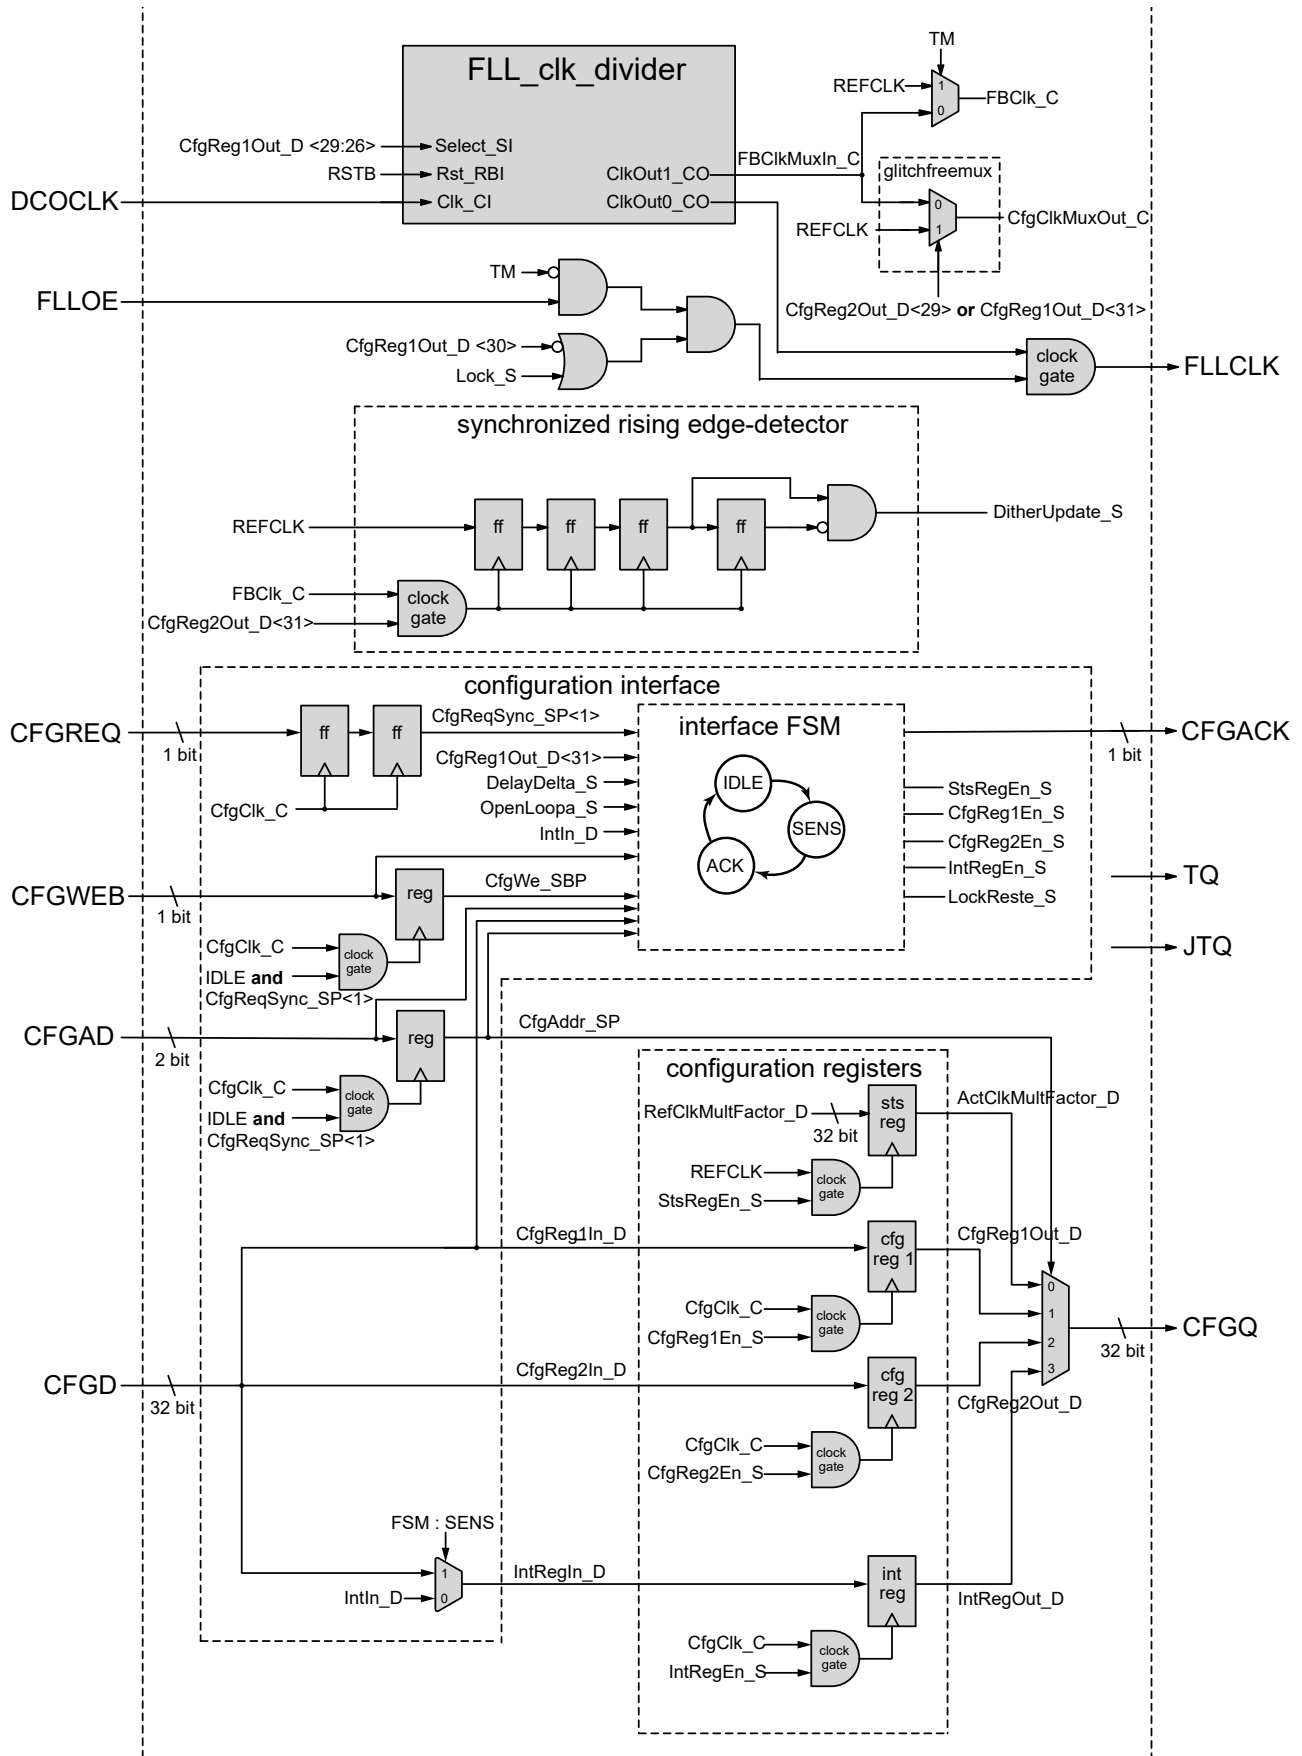 TM
FLL_clk_divider
REFCLK
1
0
FBClk_C
CfgReg1Out_D <29:26>
Select_SI
FBClkMuxIn_C
RSTB
Rst_RBI
ClkOut1_CO
glitchfreemux
DCOCLK
Clk_CI
ClkOut0_CO
0
1
CfgClkMuxOut_C
REFCLK
TM
FLLOE
CfgReg2Out_D<29> or CfgReg1Out_D<31>
CfgReg1Out_D <30>
Lock_S
clock
gate
FLLCLK
synchronized rising edge-detector
REFCLK
ff
ff
ff
ff
DitherUpdate_S
FBClk_C
CfgReg2Out_D<31>
clock
gate
configuration interface
CFGREQ
1 bit
ff
ff
CfgReqSync_SP<1>
CfgClk_C
interface FSM
IDLE
SENS
ACK
CfgReg1Out_D<31>
DelayDelta_S
OpenLoopa_S
IntIn_D
CFGACK
1 bit
StsRegEn_S
CfgReg1En_S
CfgReg2En_S
IntRegEn_S
LockReste_S
CFGWEB
1 bit
reg
CfgWe_SBP
CfgClk_C
IDLE and
CfgReqSync_SP<1>
clock
gate
TQ
JTQ
CFGAD
2 bit
reg
CfgAddr_SP
CfgClk_C
IDLE and
CfgReqSync_SP<1>
clock
gate
configuration registers
RefClkMultFactor_D
32 bit
sts
reg
ActClkMultFactor_D
REFCLK
StsRegEn_S
clock
gate
CfgReg1In_D
cfg
reg 1
CfgReg1Out_D
CfgClk_C
CfgReg1En_S
clock
gate
0
1
2
3
CFGQ
32 bit
CFGD
32 bit
CfgReg2In_D
cfg
reg 2
CfgReg2Out_D
CfgClk_C
CfgReg2En_S
clock
gate
FSM : SENS
1
0
IntIn_D
IntRegIn_D
int
reg
IntRegOut_D
CfgClk_C
IntRegEn_S
clock
gate